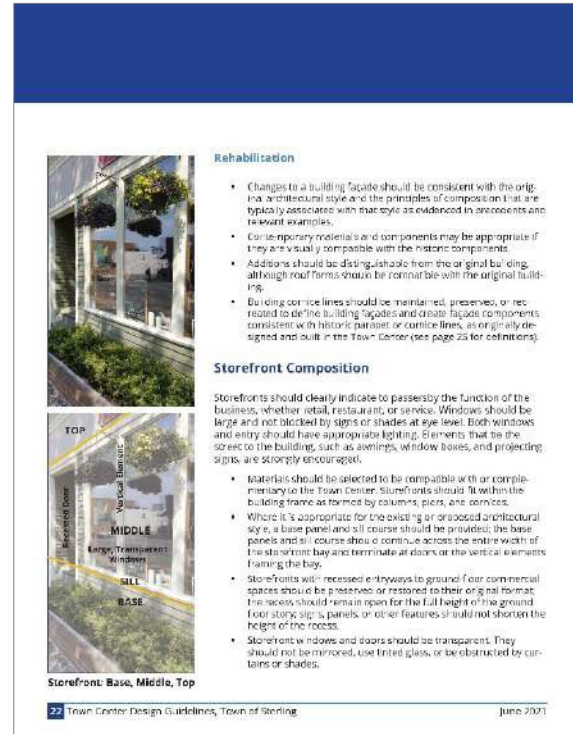 Rehabilitation
• Changes to a building façade should be consistent with the orig-
inal architectural style and the principles of composition that are
typically associated with that style as evidenced in precedents and
relevant examples.
• Contemporary materials and components may be appropriate if
they are visually compatible with the historic components.
• Additions should be distinguishable from the original building,
although roof forms should be compatible with the original build-
ing.
• Building cornice lines should be maintained, preserved, or rec-
reated to define building façades and create façade components
consistent with historic parapet or cornice lines, as originally de-
signed and built in the Town Center (see page 25 for definitions).
Storefront Composition
Storefronts should clearly indicate to passersby the function of the
business, whether retail, restaurant, or service. Windows should be
large and not blocked by signs or shades at eye level. Both windows
and entry should have appropriate lighting. Elements that tie the
street to the building, such as awnings, window boxes, and projecting
signs, are strongly encouraged.
• Materials should be selected to be compatible with or comple-
mentary to the Town Center. Storefronts should fit within the
building frame as formed by columns, piers, and cornices.
• Where it is appropriate for the existing or proposed architectural
style, a base panel and sill course should be provided; the base
panels and sill course should continue across the entire width of
the storefront bay and terminate at doors or the vertical elements
framing the bay.
• Storefronts with recessed entryways to ground floor commercial
spaces should be preserved or restored to their original format;
the recess should remain open for the full height of the ground
floor story; signs, panels, or other features should not shorten the
height of the recess.
• Storefront windows and doors should be transparent. They
should not be mirrored, use tinted glass, or be obstructed by cur-
tains or shades.
TOP
Recessed Door
Vertical Element
MIDDLE
Large, Transparent
Windows
SILL
BASE
Storefront: Base, Middle, Top
22 Town Center Design Guidelines, Town of Sterling
June 2021